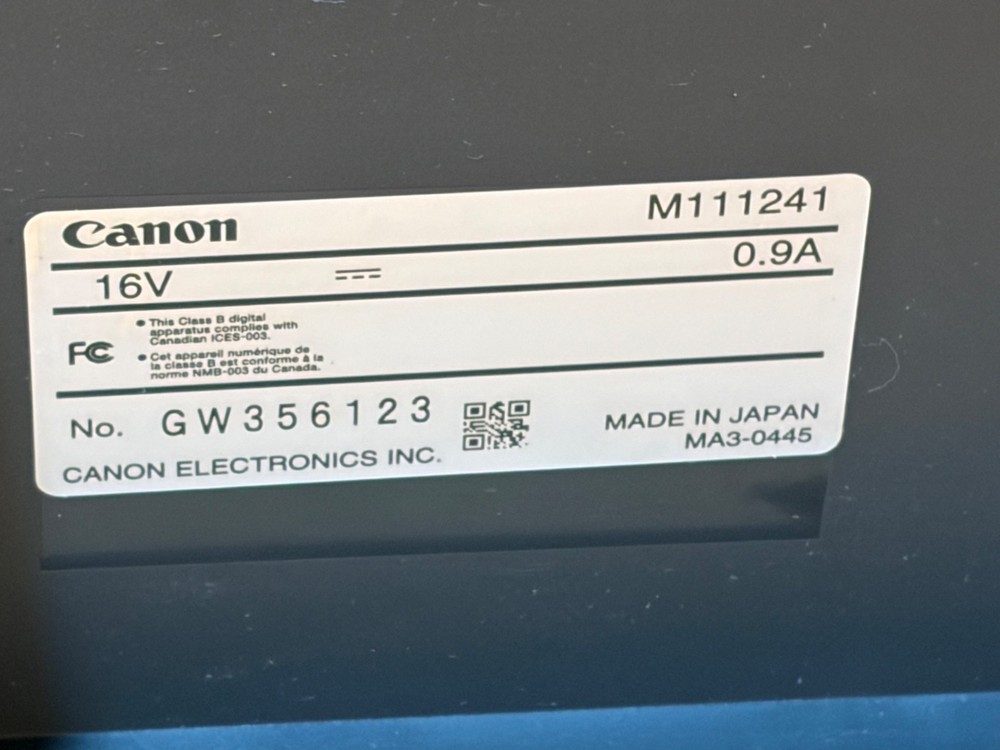 Canon M111241
16V 0.9A
FC
● This Class B digital
apparatus complies with
Canadian ICES-003.
● Cet appareil numérique de
la classe B est conforme à la
norme NMB-003 du Canada.
No. GW356123
MADE IN JAPAN
MA3-0445
CANON ELECTRONICS INC.